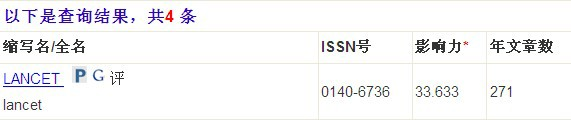 以下是查询结果，共4 条
缩写名/全名 ISSN号 影响力* 年文章数
LANCET P G 评
lancet 0140-6736 33.633 271